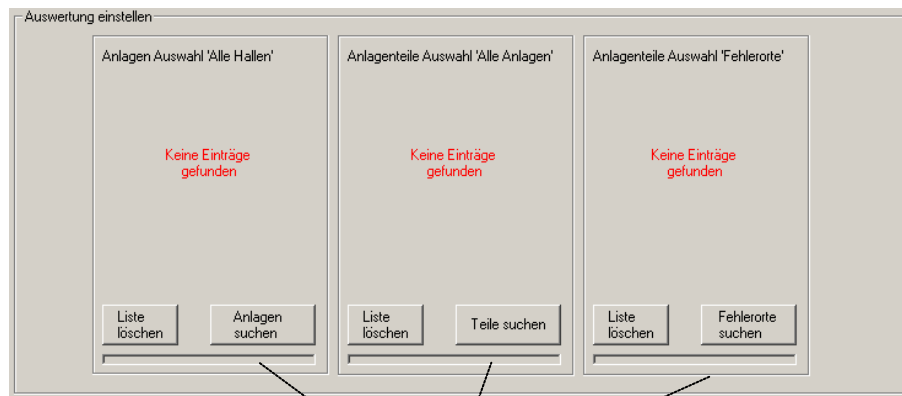 Auswertung einstellen
Anlagen Auswahl 'Alle Hallen'
Keine Einträge
gefunden
Liste
löschen
Anlagen
suchen
Anlagenteile Auswahl 'Alle Anlagen'
Keine Einträge
gefunden
Liste
löschen
Teile suchen
Anlagenteile Auswahl 'Fehlerorte'
Keine Einträge
gefunden
Liste
löschen
Fehlerorte
suchen